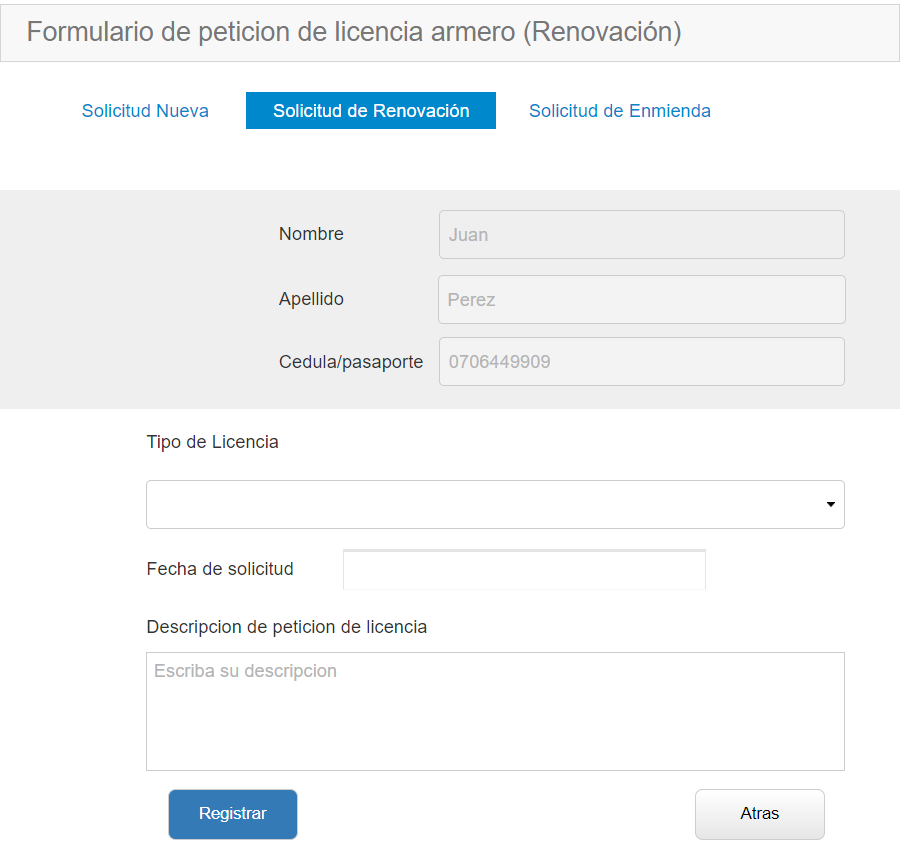 Formulario de peticion de licencia armero (Renovación)
Solicitud Nueva Solicitud de Renovación Solicitud de Enmienda
Nombre Juan
Apellido Perez
Cedula/pasaporte 0706449909
Tipo de Licencia
Fecha de solicitud
Descripcion de peticion de licencia
Escriba su descripcion
Registrar Atras